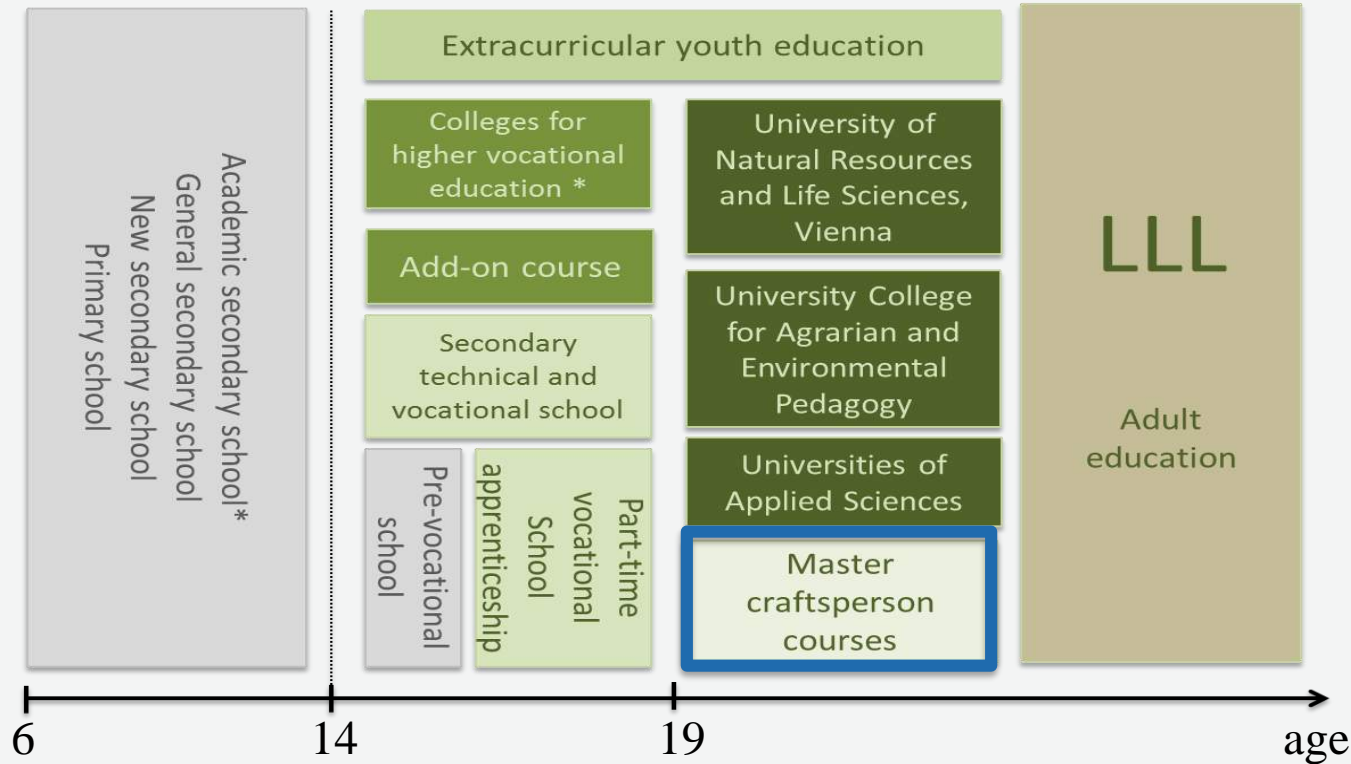 Academic secondary school*
General secondary school
New secondary school
Primary school
Extracurricular youth education
Colleges for
higher vocational
education *
Add-on course
Secondary
technical and
vocational school
Pre-vocational
school
Part-time
vocational
School
apprenticeship
University of
Natural Resources
and Life Sciences,
Vienna
University College
for Agrarian and
Environmental
Pedagogy
Universities of
Applied Sciences
Master
craftsperson
courses
LLL
Adult
education
6
14
19
age